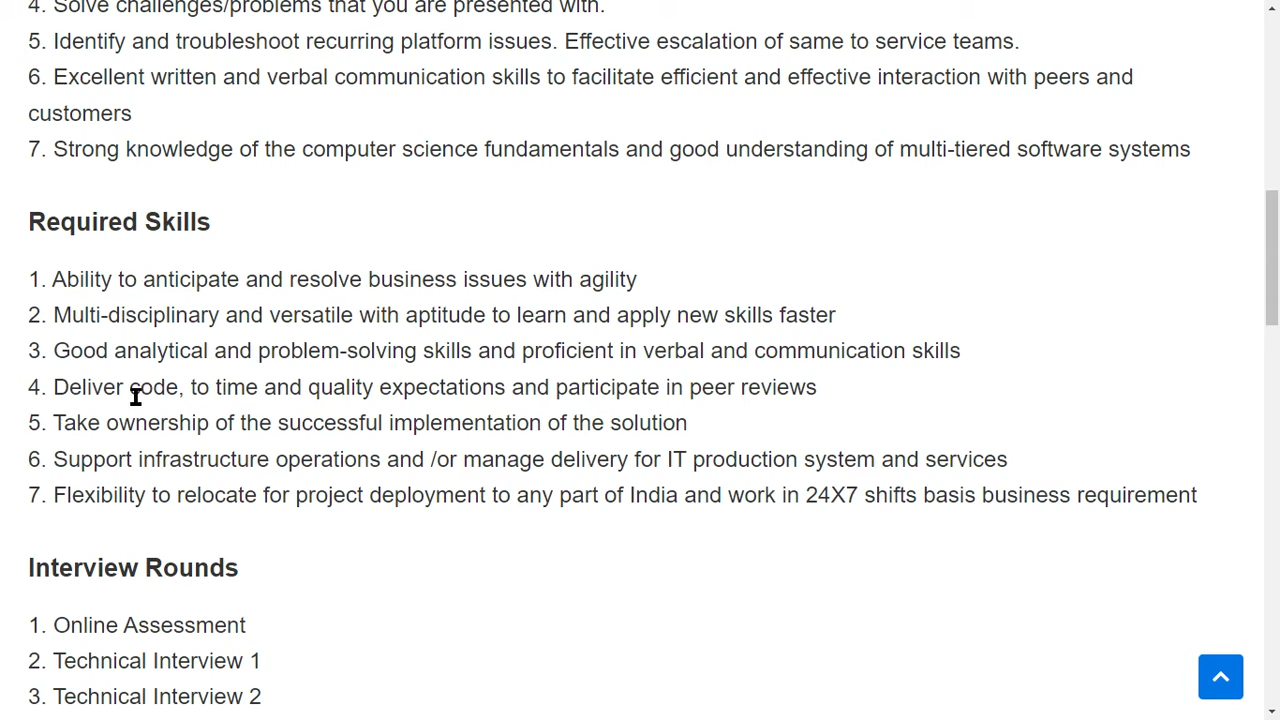 4. Solve challenges/problems that you are presented with.
5. Identify and troubleshoot recurring platform issues. Effective escalation of same to service teams.
6. Excellent written and verbal communication skills to facilitate efficient and effective interaction with peers and
customers
7. Strong knowledge of the computer science fundamentals and good understanding of multi-tiered software systems
Required Skills
1. Ability to anticipate and resolve business issues with agility
2. Multi-disciplinary and versatile with aptitude to learn and apply new skills faster
3. Good analytical and problem-solving skills and proficient in verbal and communication skills
4. Deliver code, to time and quality expectations and participate in peer reviews
5. Take ownership of the successful implementation of the solution
6. Support infrastructure operations and /or manage delivery for IT production system and services
7. Flexibility to relocate for project deployment to any part of India and work in 24X7 shifts basis business requirement
Interview Rounds
1. Online Assessment
2. Technical Interview 1
3. Technical Interview 2